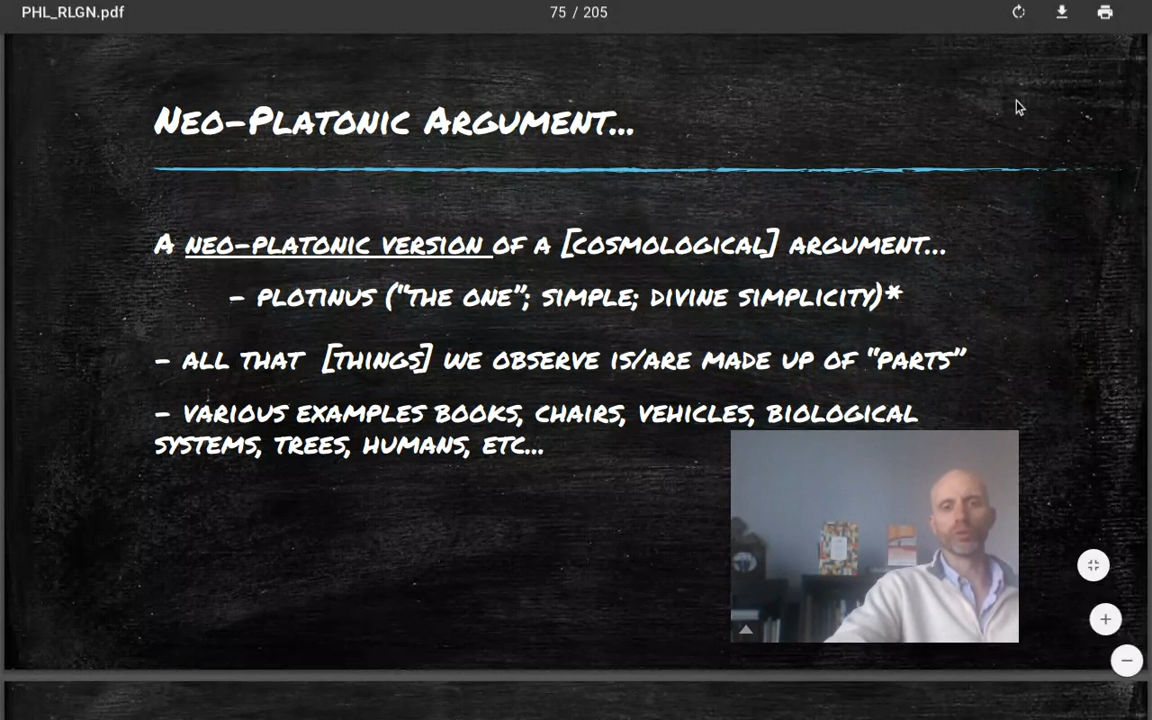 PHL_RLGN.pdf
75 / 205
NEO-PLATONIC ARGUMENT...
A NEO-PLATONIC VERSION OF A [COSMOLOGICAL] ARGUMENT...
- PLOTINUS ("THE ONE"; SIMPLE; DIVINE SIMPLICITY)*
- ALL THAT [THINGS] WE OBSERVE IS/ARE MADE UP OF "PARTS"
- VARIOUS EXAMPLES BOOKS, CHAIRS, VEHICLES, BIOLOGICAL
SYSTEMS, TREES, HUMANS, ETC...